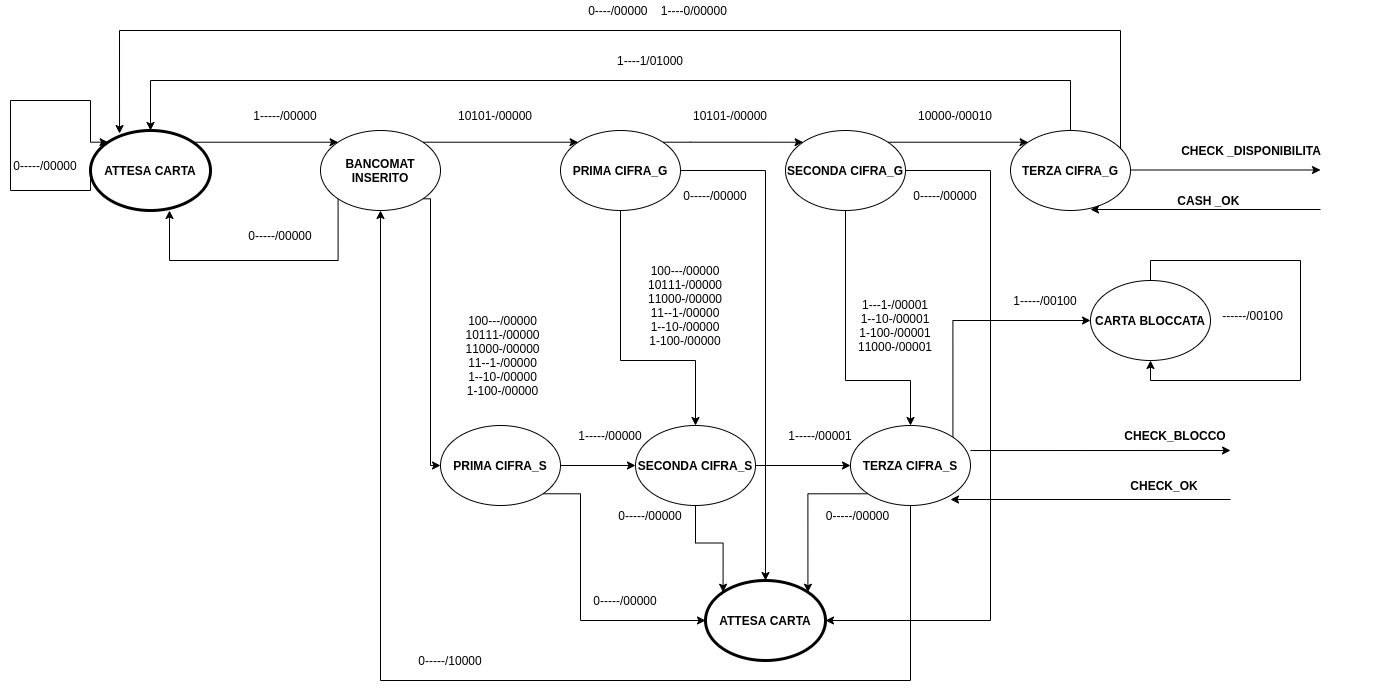 0----/00000 1----0/00000
1----1/01000
1-----/00000
10101-/00000
10101-/00000
10000-/00010
0-----/00000
ATTESA CARTA
BANCOMAT
INSERITO
PRIMA CIFRA_G
SECONDA CIFRA_G
TERZA CIFRA_G
CHECK _DISPONIBILITA
CASH _OK
0-----/00000
0-----/00000
0-----/00000
100---/00000
10111-/00000
11000-/00000
11--1-/00000
1--10-/00000
1-100-/00000
1---1-/00001
1--10-/00001
1-100-/00001
11000-/00001
1-----/00100
CARTA BLOCCATA
------/00100
100---/00000
10111-/00000
11000-/00000
11--1-/00000
1--10-/00000
1-100-/00000
PRIMA CIFRA_S
1-----/00000
SECONDA CIFRA_S
1-----/00001
TERZA CIFRA_S
CHECK_BLOCCO
CHECK_OK
0-----/00000
0-----/00000
0-----/00000
ATTESA CARTA
0-----/10000